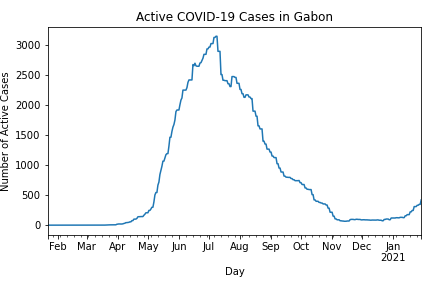 Active COVID-19 Cases in Gabon
Number of Active Cases
3000
2500
2000
1500
1000
500
0
Feb Mar Apr May Jun Jul Aug Sep Oct Nov Dec Jan
2021
Day